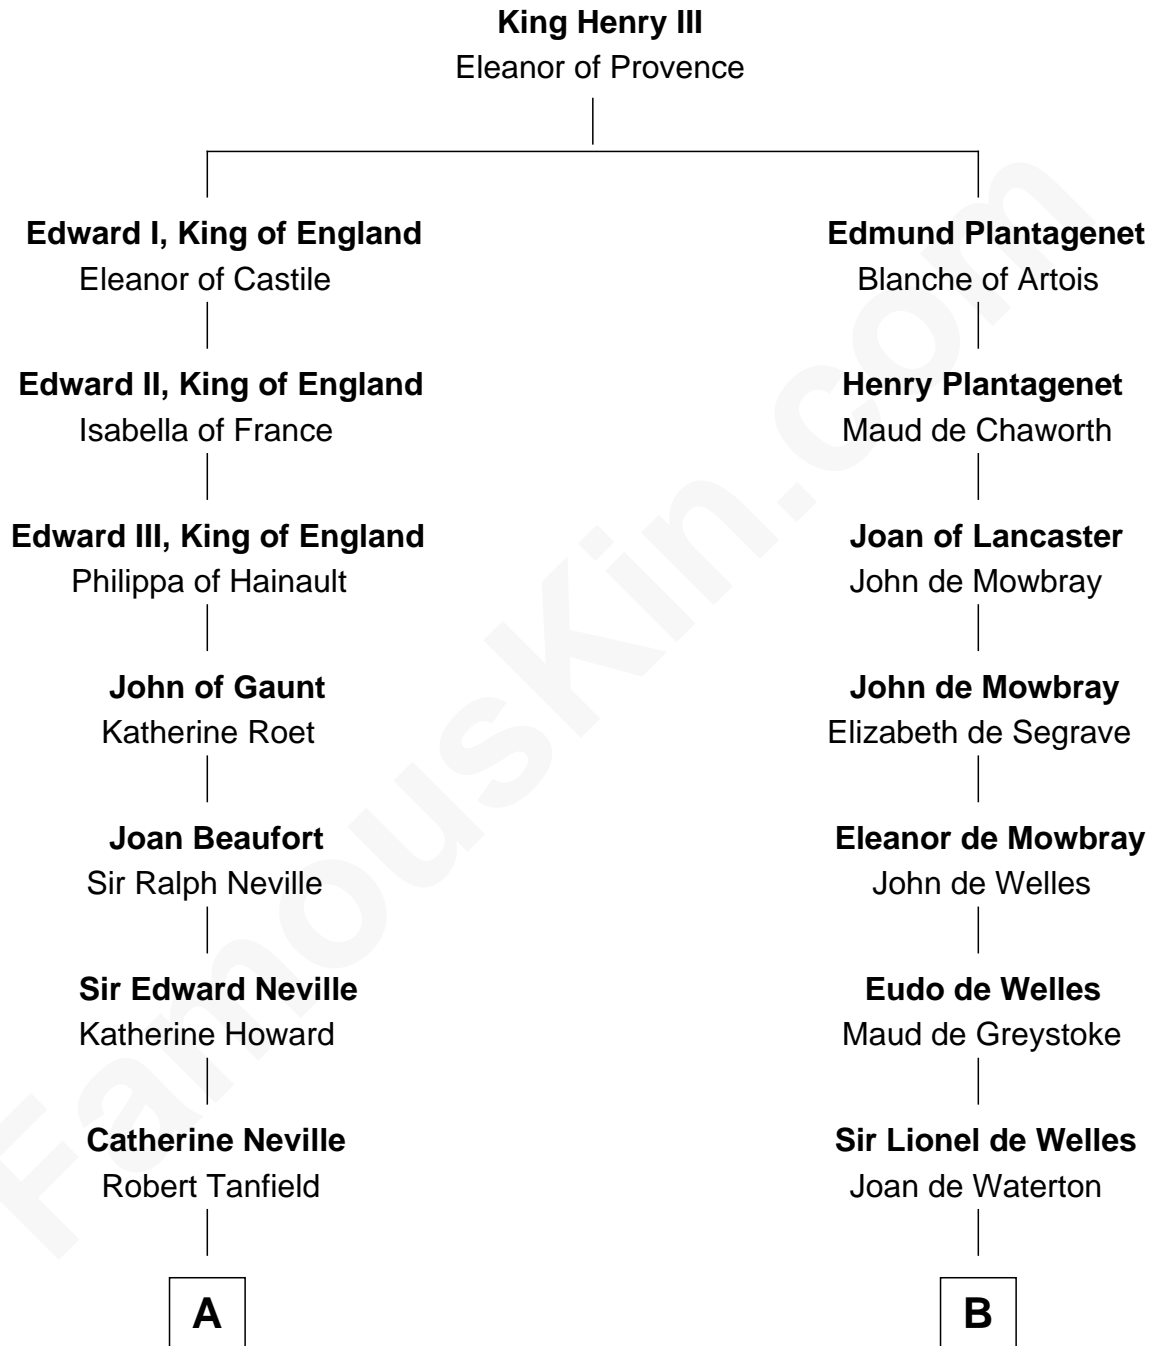 King Henry III
Eleanor of Provence
Edward I, King of England
Eleanor of Castile
Edmund Plantagenet
Blanche of Artois
Edward II, King of England
Isabella of France
Henry Plantagenet
Maud de Chaworth
Edward III, King of England
Philippa of Hainault
Joan of Lancaster
John de Mowbray
John of Gaunt
Katherine Roet
John de Mowbray
Elizabeth de Segrave
Joan Beaufort
Sir Ralph Neville
Eleanor de Mowbray
John de Welles
Sir Edward Neville
Katherine Howard
Eudo de Welles
Maud de Greystoke
Catherine Neville
Robert Tanfield
Sir Lionel de Welles
Joan de Waterton
A
B
FamousKin.com